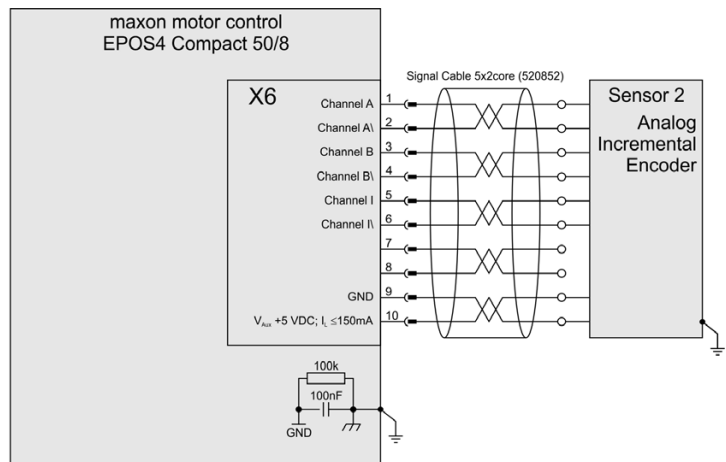 maxon motor control
EPOS4 Compact 50/8
Signal Cable 5x2core (520852)
X6
Sensor 2
Analog
Incremental
Encoder
Channel A 1
Channel A\ 2
Channel B 3
Channel B\ 4
Channel I 5
Channel I\ 6
7
8
GND 9
VAux +5 VDC; IL ≤150mA 10
100k
100nF
GND